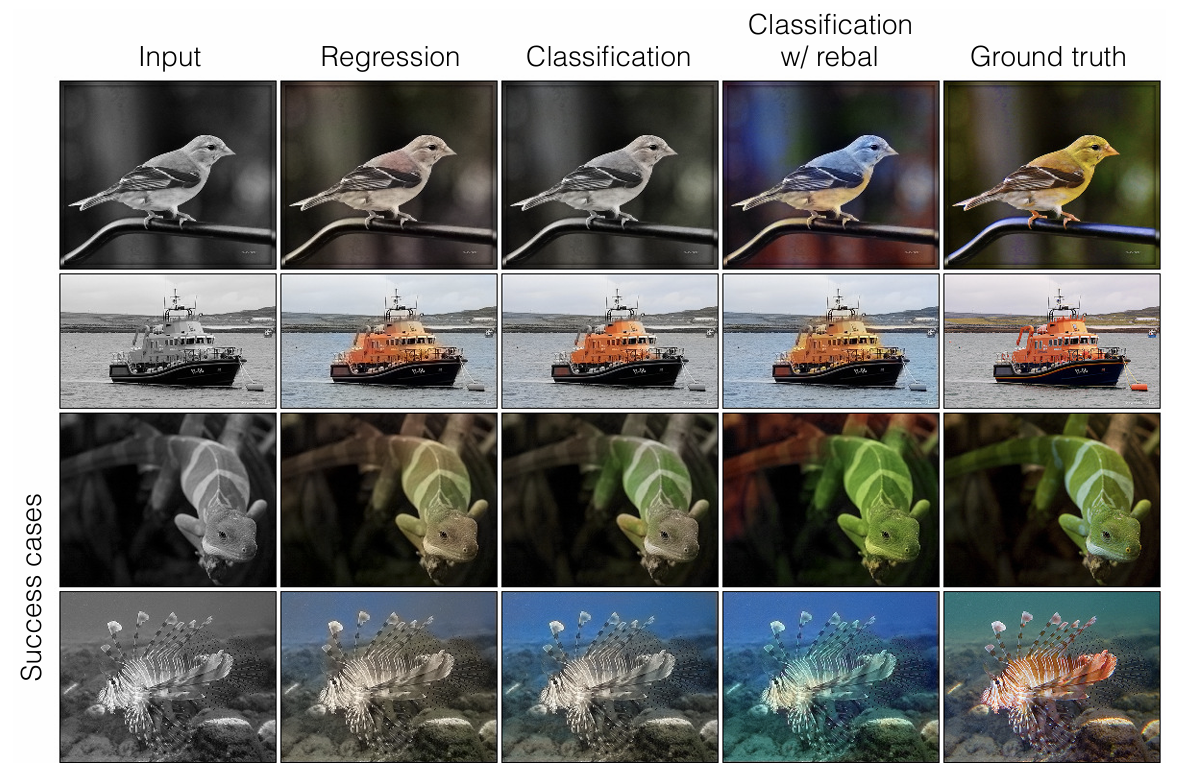 Input
Regression
Classification
Classification
w/ rebal
Ground truth
Success cases